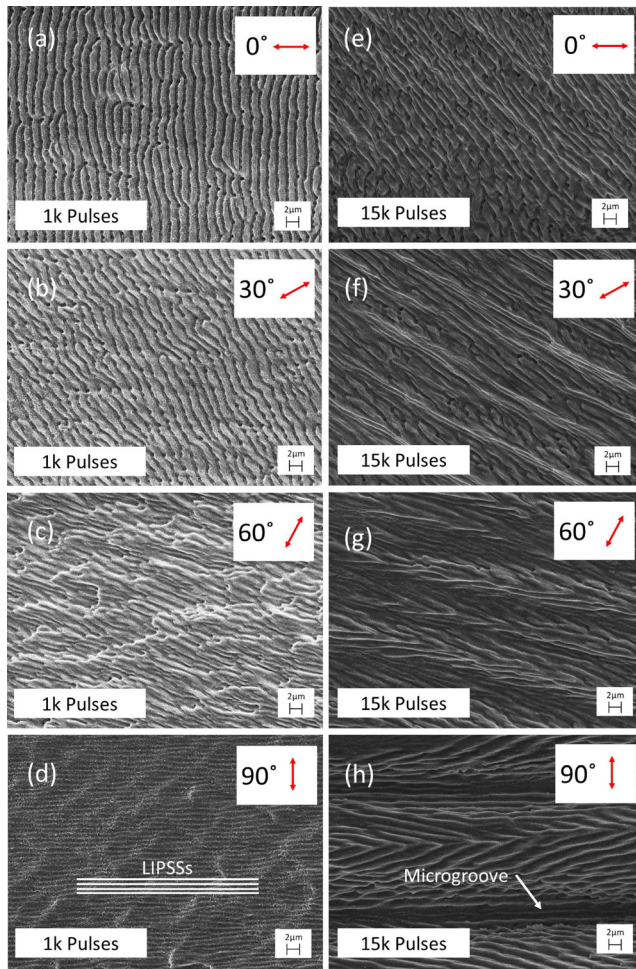 (a)
0°
1k Pulses
2μm
(e)
0°
15k Pulses
2μm
(b)
30°
1k Pulses
2μm
(f)
30°
15k Pulses
2μm
(c)
60°
1k Pulses
2μm
(g)
60°
15k Pulses
2μm
(d)
90°
LIPSSs
1k Pulses
2μm
(h)
90°
Microgroove
15k Pulses
2μm